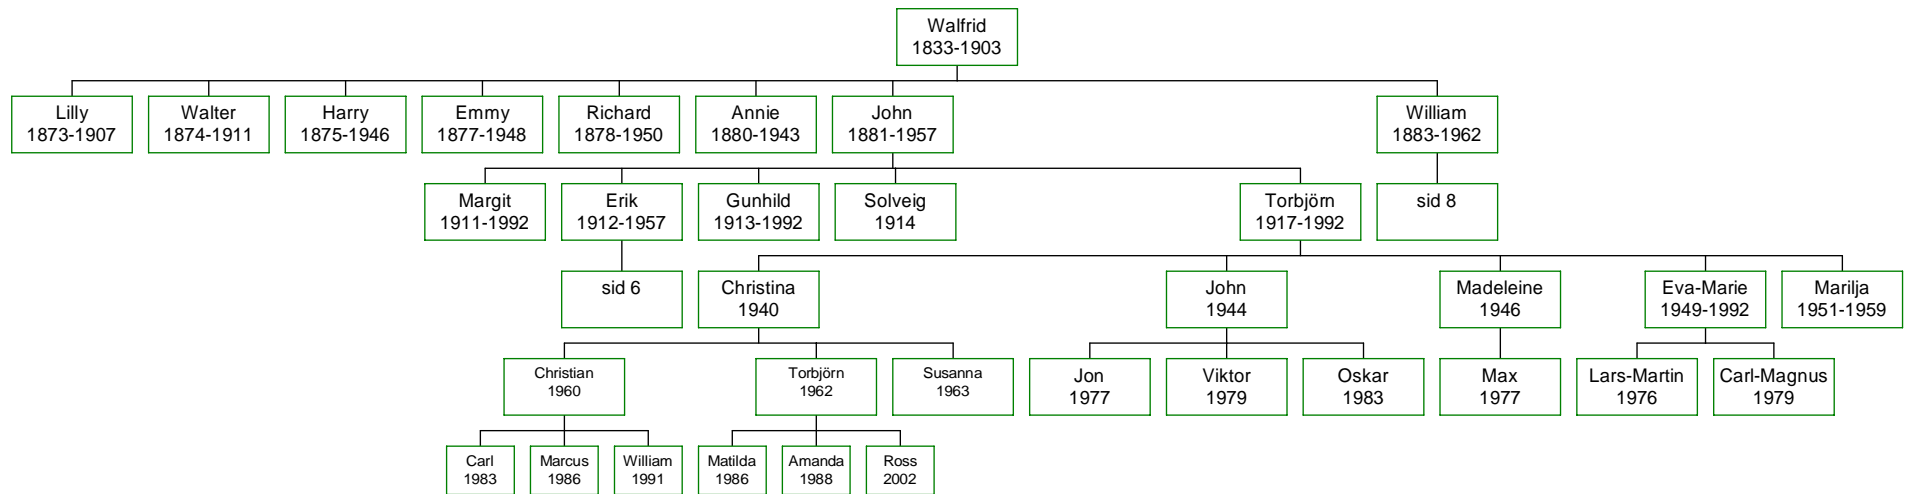 Walfrid
1833-1903
Lilly
1873-1907
Walter
1874-1911
Harry
1875-1946
Emmy
1877-1948
Richard
1878-1950
Annie
1880-1943
John
1881-1957
William
1883-1962
Margit
1911-1992
Erik
1912-1957
Gunhild
1913-1992
Solveig
1914
Torbjörn
1917-1992
sid 8
sid 6
Christina
1940
John
1944
Madeleine
1946
Eva-Marie
1949-1992
Marilja
1951-1959
Christian
1960
Torbjörn
1962
Susanna
1963
Jon
1977
Viktor
1979
Oskar
1983
Max
1977
Lars-Martin
1976
Carl-Magnus
1979
Carl
1983
Marcus
1986
William
1991
Matilda
1986
Amanda
1988
Ross
2002